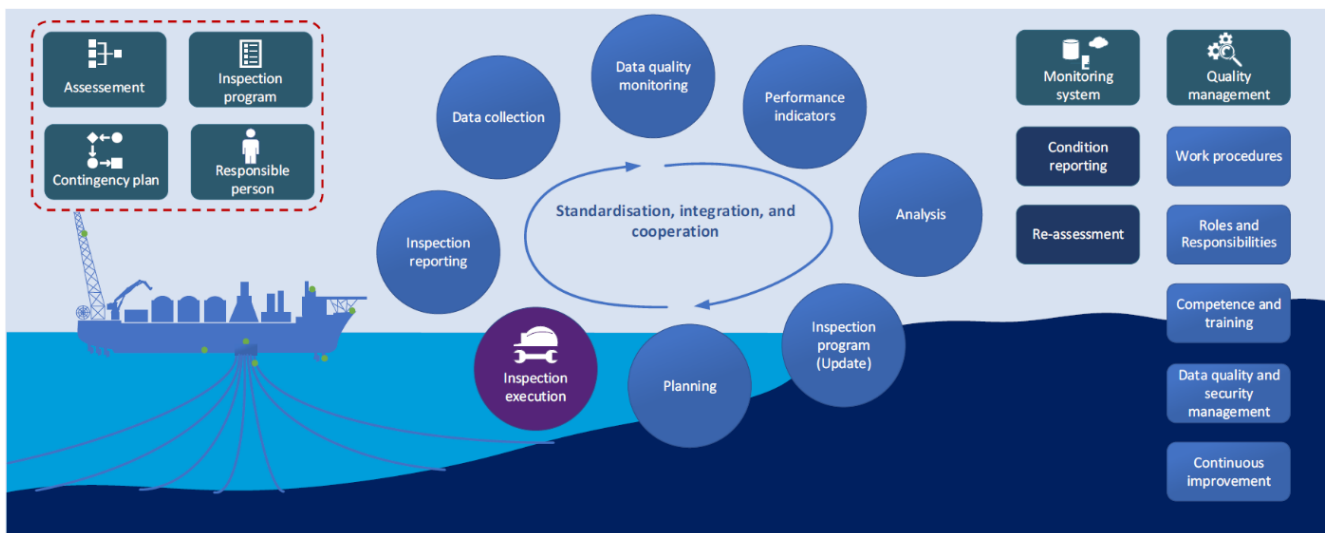 Assessement
Inspection
program
Contingency plan
Responsible
person
Data collection
Data quality
monitoring
Performance
indicators
Analysis
Inspection
program
(Update)
Planning
Inspection
execution
Inspection
reporting
Standardisation, integration, and
cooperation
Monitoring
system
Condition
reporting
Re-assessment
Quality
management
Work procedures
Roles and
Responsibilities
Competence and
training
Data quality and
security management
Continuous
improvement